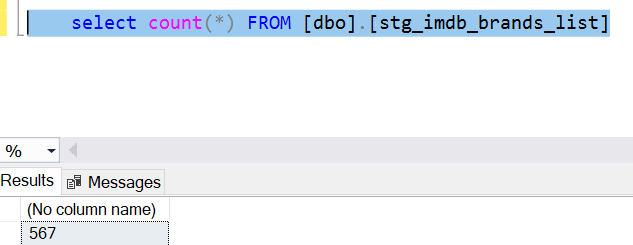 select count(*) FROM [dbo].[stg_imdb_brands_list]
%
Results Messages
(No column name)
567